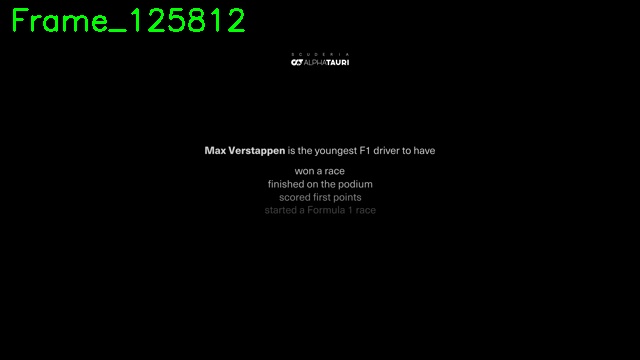 Frame_125812
SCUDERIA
ALPHATAURI
Max Verstappen is the youngest F1 driver to have
won a race
finished on the podium
scored first points
started a Formula 1 race